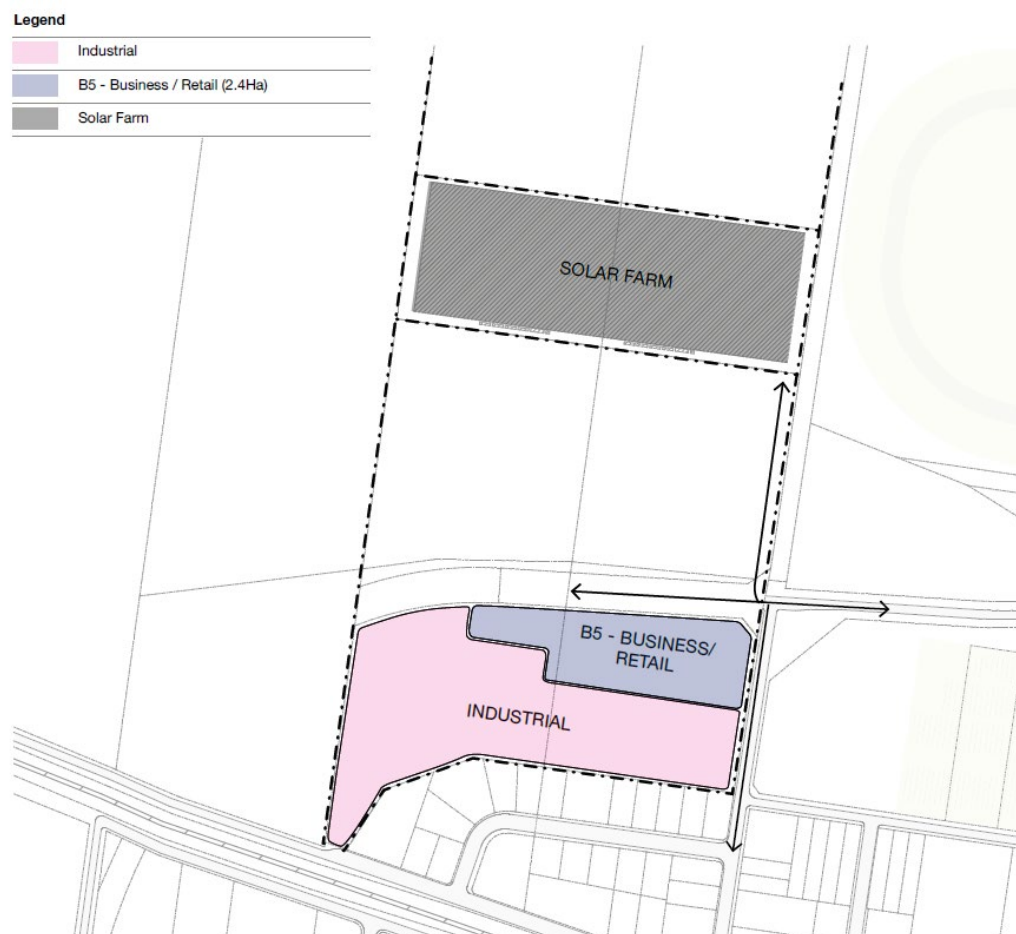 Legend
Industrial
B5 - Business / Retail (2.4Ha)
Solar Farm
SOLAR FARM
B5 - BUSINESS/
RETAIL
INDUSTRIAL